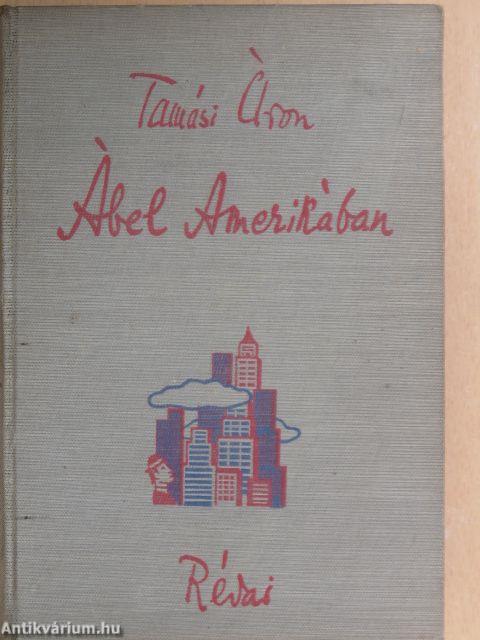 Tamási Áron
Ábel Amerikában
Révai
Antikvárium.hu